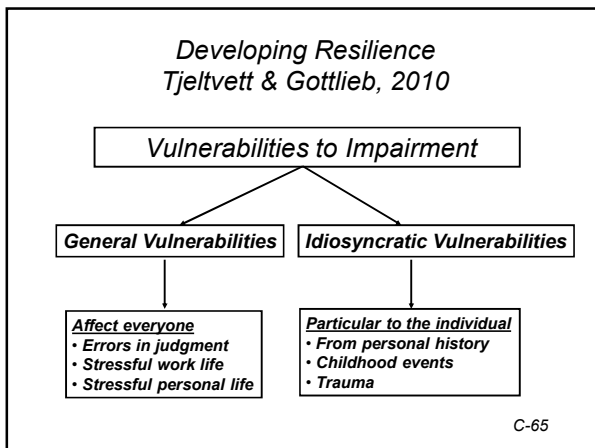 Developing Resilience
Tjeltvett & Gottlieb, 2010
Vulnerabilities to Impairment
General Vulnerabilities
Idiosyncratic Vulnerabilities
Affect everyone
• Errors in judgment
• Stressful work life
• Stressful personal life
Particular to the individual
• From personal history
• Childhood events
• Trauma
C-65